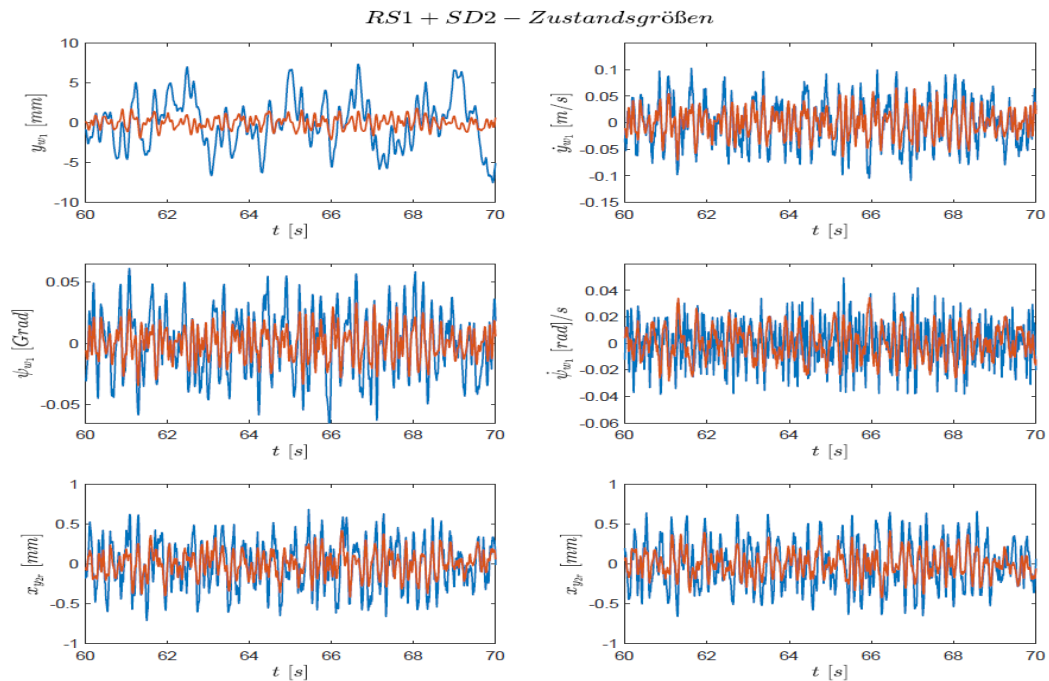 RS1 + SD2 − Zustandsgrößen
10
5
0
-5
-10
y_{w_1} [mm]
60 62 64 66 68 70
t [s]
0.1
0.05
0
-0.05
-0.1
-0.15
ẏ_{w_1} [m/s]
60 62 64 66 68 70
t [s]
0.05
0
-0.05
ψ_{w_1} [Grad]
60 62 64 66 68 70
t [s]
0.04
0.02
0
-0.02
-0.04
-0.06
ψ̇_{w_1} [rad]/s
60 62 64 66 68 70
t [s]
1
0.5
0
-0.5
-1
x_{y_{2r}} [mm]
60 62 64 66 68 70
t [s]
1
0.5
0
-0.5
-1
x_{y_{2r}} [mm]
60 62 64 66 68 70
t [s]